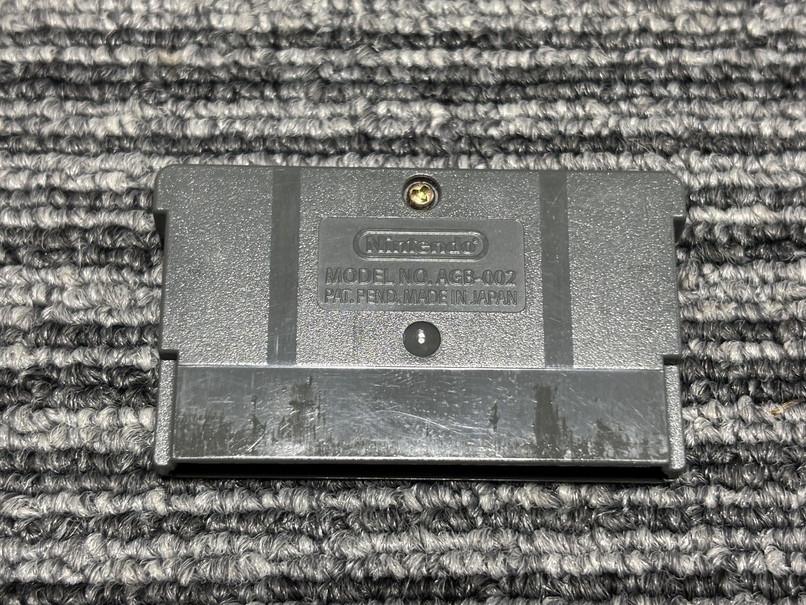 Nintendo®
MODEL NO. AGB-002
PAT. PEND. MADE IN JAPAN